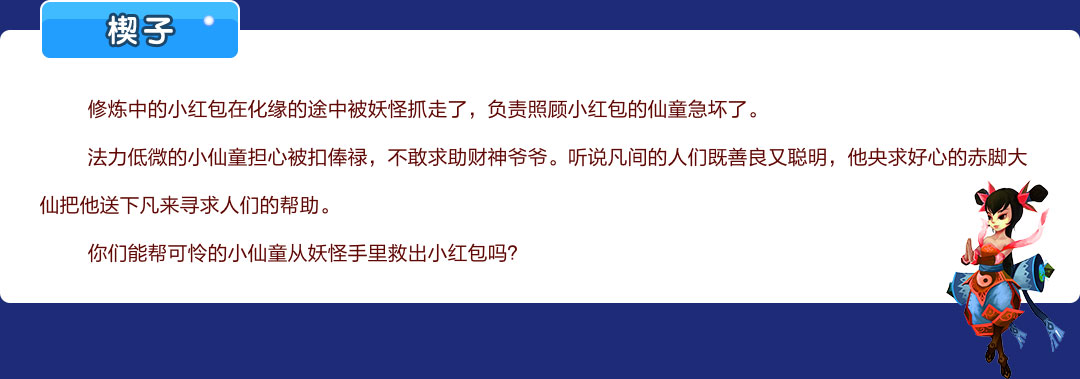 楔子
修炼中的小红包在化缘的途中被妖怪抓走了，负责照顾小红包的仙童急坏了。
法力低微的小仙童担心被扣俸禄，不敢求助财神爷爷。听说凡间的人们既善良又聪明，他央求好心的赤脚大
仙把他送下凡来寻求人们的帮助。
你们能帮可怜的小仙童从妖怪手里救出小红包吗？